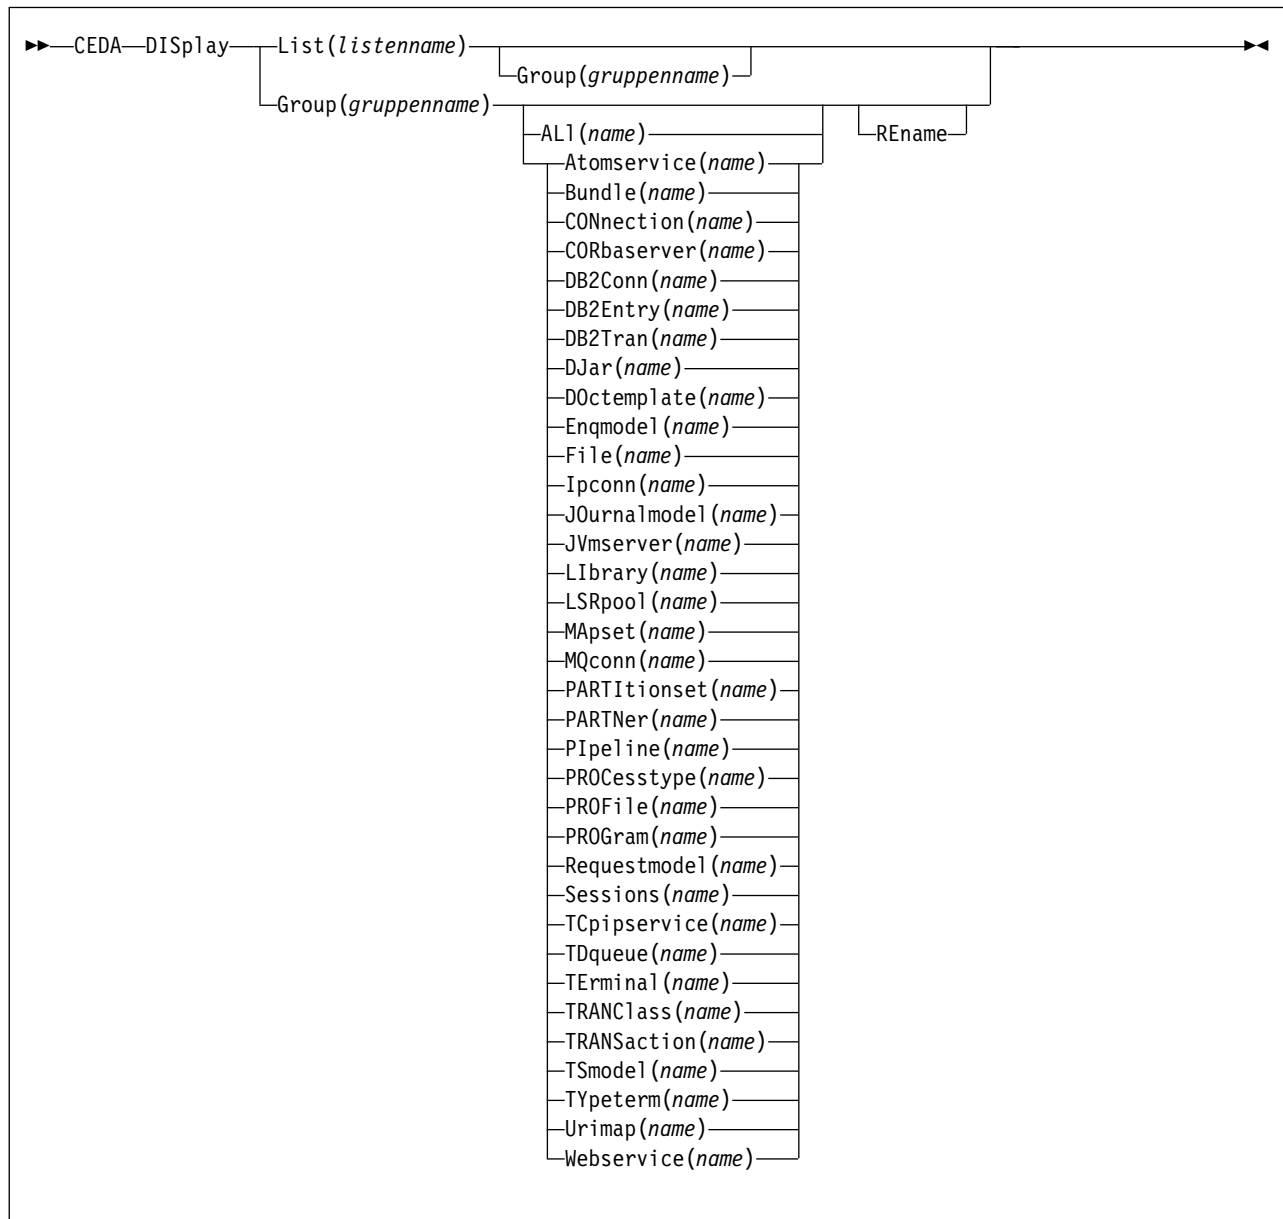 CEDA DISplay List(listenname)
Group(gruppenname)
Group(gruppenname)
ALl(name) REname
Atomservice(name)
Bundle(name)
CONnection(name)
CORbaserver(name)
DB2Conn(name)
DB2Entry(name)
DB2Tran(name)
DJar(name)
DOctemplate(name)
Enqmodel(name)
File(name)
Ipconn(name)
JOurnalmodel(name)
JVmserver(name)
LIbrary(name)
LSRpool(name)
MApset(name)
MQconn(name)
PARTItionset(name)
PARTNer(name)
PIpeline(name)
PROCesstype(name)
PROFile(name)
PROGram(name)
Requestmodel(name)
Sessions(name)
TCpipservice(name)
TDqueue(name)
TErminal(name)
TRANClass(name)
TRANSaction(name)
TSmodel(name)
TYpeterm(name)
Urimap(name)
Webservice(name)